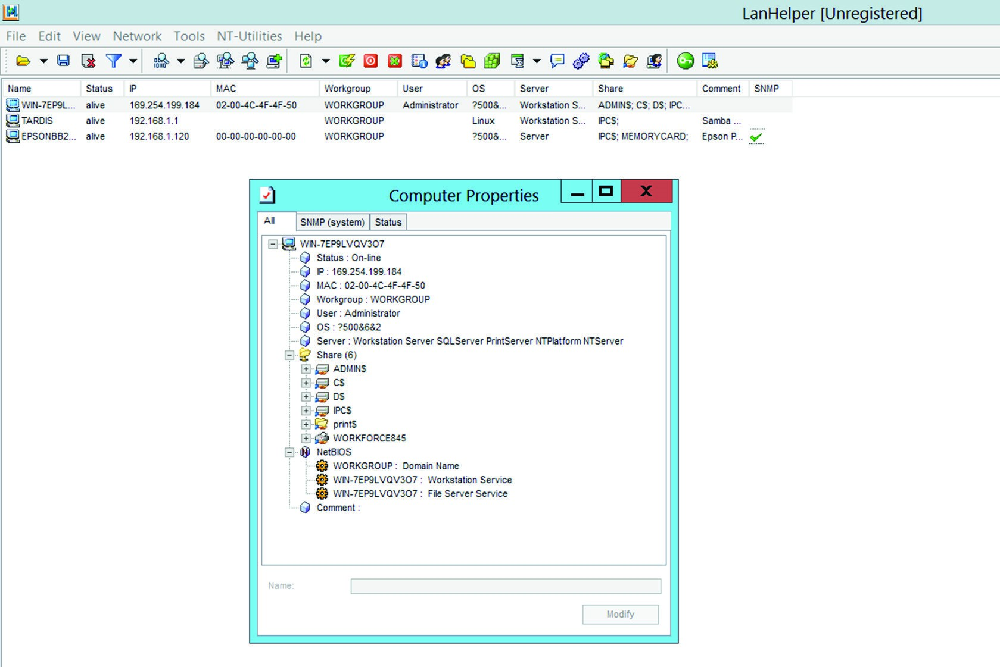 LanHelper [Unregistered]
File Edit View Network Tools NT-Utilities Help
Name Status IP MAC Workgroup User OS Server Share Comment SNMP
WIN-7EP9L... alive 169.254.199.184 02-00-4C-4F-4F-50 WORKGROUP Administrator ?500&... Workstation S... ADMIN$; C$; D$; IPC...
TARDIS alive 192.168.1.1 WORKGROUP Linux Workstation S... IPC$; Samba ...
EPSONBB2... alive 192.168.1.120 00-00-00-00-00-00 WORKGROUP ?500&... Server IPC$; MEMORYCARD; Epson P...
Computer Properties
All SNMP (system) Status
WIN-7EP9LVQV3O7
Status : On-line
IP : 169.254.199.184
MAC : 02-00-4C-4F-4F-50
Workgroup : WORKGROUP
User : Administrator
OS : ?500&6&2
Server : Workstation Server SQLServer PrintServer NTPlatform NTServer
Share (6)
ADMIN$
C$
D$
IPC$
print$
WORKFORCE845
NetBIOS
WORKGROUP : Domain Name
WIN-7EP9LVQV3O7 : Workstation Service
WIN-7EP9LVQV3O7 : File Server Service
Comment :
Name:
Modify